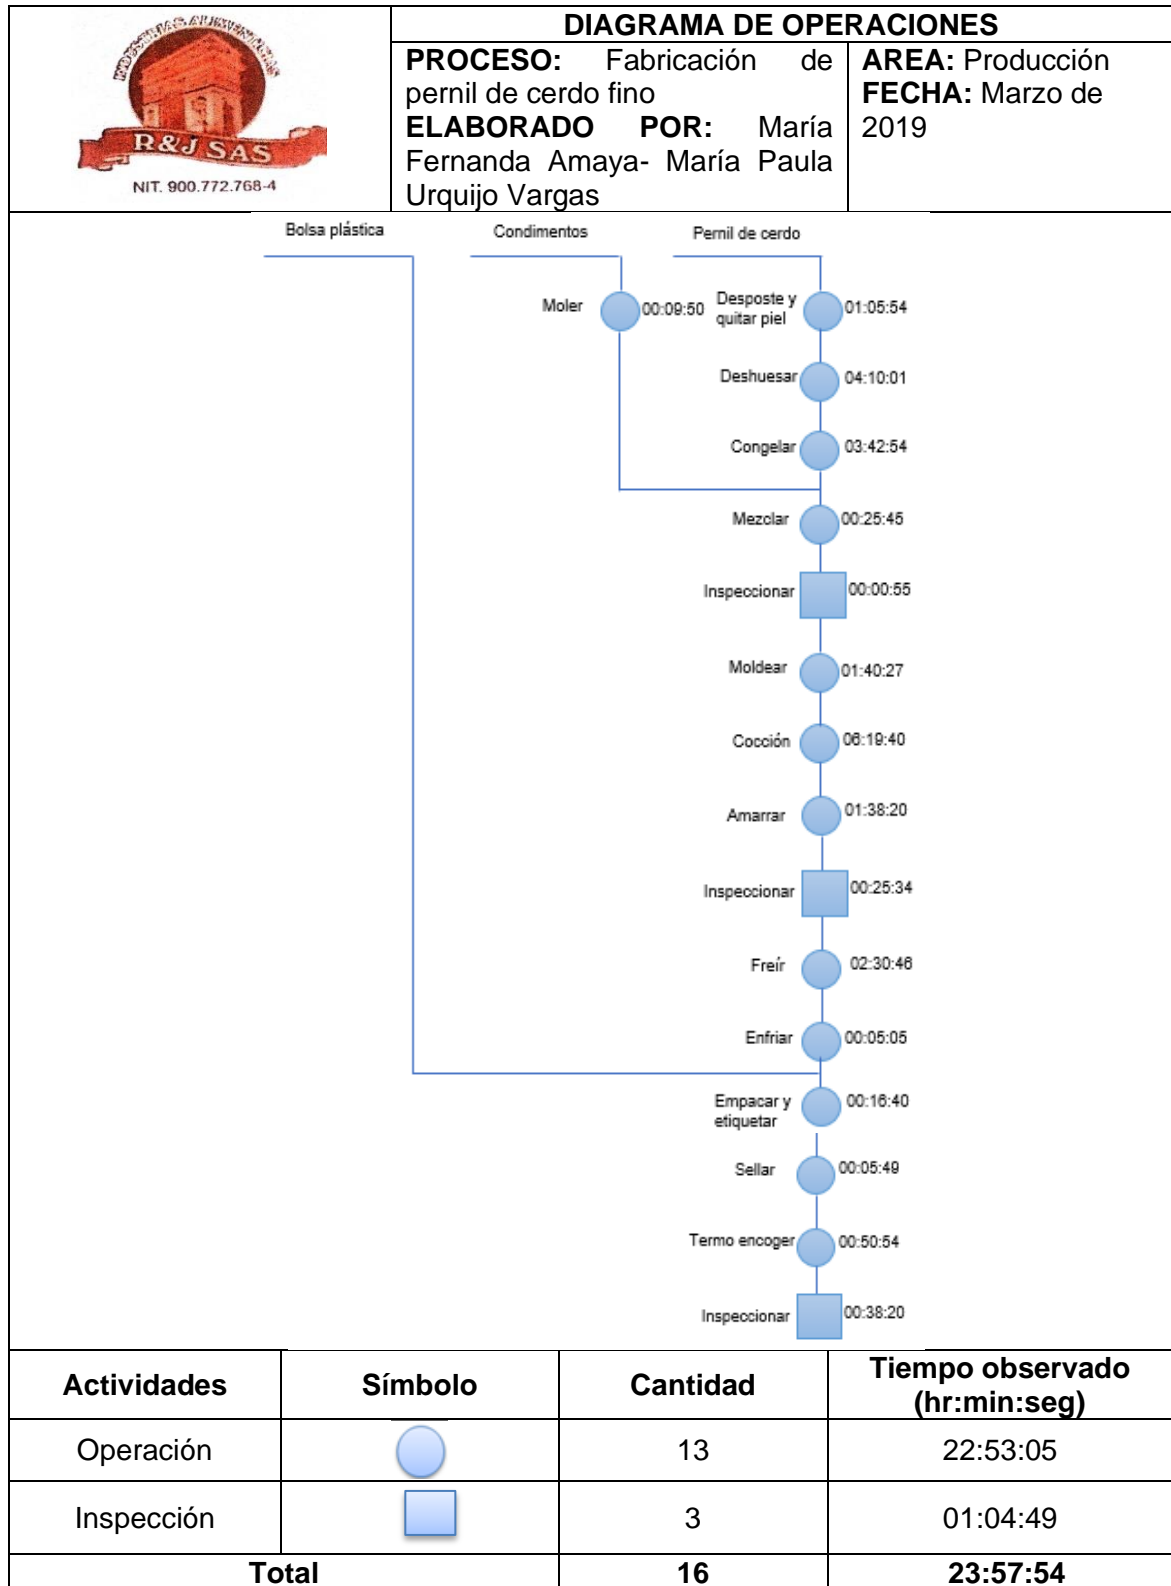 INDUSTRIAS ALIMENTICIAS
R&J SAS
NIT. 900.772.768-4
DIAGRAMA DE OPERACIONES
PROCESO: Fabricación de
pernil de cerdo fino
ELABORADO POR: María
Fernanda Amaya- María Paula
Urquijo Vargas
AREA: Producción
FECHA: Marzo de
2019
Bolsa plástica
Condimentos
Pernil de cerdo
Moler
00:09:50
Desposte y
quitar piel
01:05:54
Deshuesar
04:10:01
Congelar
03:42:54
Mezclar
00:25:45
Inspeccionar
00:00:55
Moldear
01:40:27
Cocción
06:19:40
Amarrar
01:38:20
Inspeccionar
00:25:34
Freír
02:30:46
Enfriar
00:05:05
Empacar y
etiquetar
00:16:40
Sellar
00:05:49
Termo encoger
00:50:54
Inspeccionar
00:38:20
Actividades
Símbolo
Cantidad
Tiempo observado
(hr:min:seg)
Operación
13
22:53:05
Inspección
3
01:04:49
Total
16
23:57:54